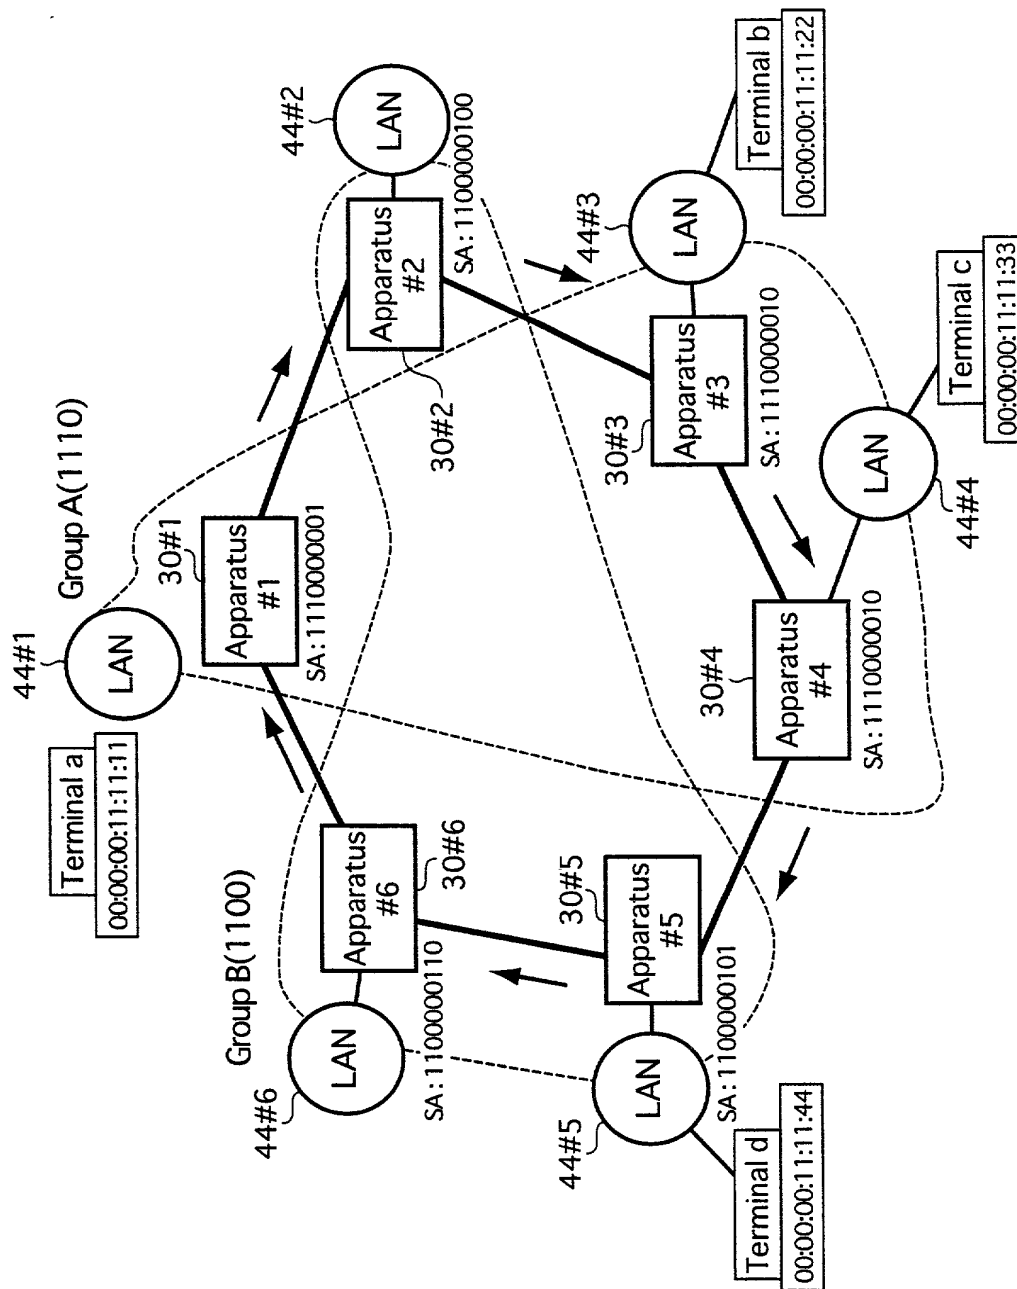 44#1
Terminal a
00:00:00:11:11:11
Group A(1110)
LAN
30#1
Apparatus
#1
SA:1110000001
Group B(1100)
44#6
LAN
Apparatus
#6
30#6
SA:1100000110
44#2
LAN
Apparatus
#2
30#2
SA:1100000100
44#5
LAN
30#5
Apparatus
#5
SA:1100000101
44#3
LAN
30#3
Apparatus
#3
SA:1110000010
30#4
Apparatus
#4
SA:1110000010
Terminal d
00:00:00:11:11:44
Terminal b
00:00:00:11:11:22
LAN
44#4
Terminal c
00:00:00:11:11:33